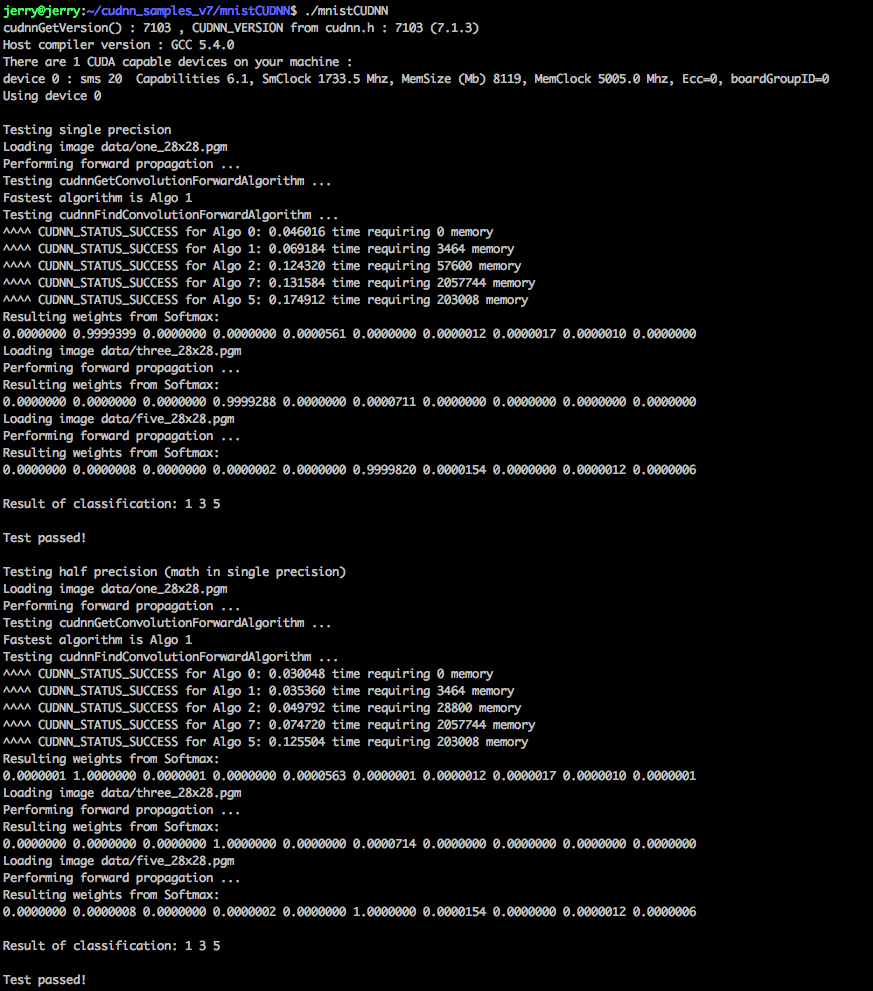 jerry@jerry:~/cudnn_samples_v7/mnistCUDNN$ ./mnistCUDNN
cudnnGetVersion() : 7103 , CUDNN_VERSION from cudnn.h : 7103 (7.1.3)
Host compiler version : GCC 5.4.0
There are 1 CUDA capable devices on your machine :
device 0 : sms 20  Capabilities 6.1, SmClock 1733.5 Mhz, MemSize (Mb) 8119, MemClock 5005.0 Mhz, Ecc=0, boardGroupID=0
Using device 0

Testing single precision
Loading image data/one_28x28.pgm
Performing forward propagation ...
Testing cudnnGetConvolutionForwardAlgorithm ...
Fastest algorithm is Algo 1
Testing cudnnFindConvolutionForwardAlgorithm ...
^^^^ CUDNN_STATUS_SUCCESS for Algo 0: 0.046016 time requiring 0 memory
^^^^ CUDNN_STATUS_SUCCESS for Algo 1: 0.069184 time requiring 3464 memory
^^^^ CUDNN_STATUS_SUCCESS for Algo 2: 0.124320 time requiring 57600 memory
^^^^ CUDNN_STATUS_SUCCESS for Algo 7: 0.131584 time requiring 2057744 memory
^^^^ CUDNN_STATUS_SUCCESS for Algo 5: 0.174912 time requiring 203008 memory
Resulting weights from Softmax:
0.0000000 0.9999399 0.0000000 0.0000000 0.0000561 0.0000000 0.0000012 0.0000017 0.0000010 0.0000000
Loading image data/three_28x28.pgm
Performing forward propagation ...
Resulting weights from Softmax:
0.0000000 0.0000000 0.0000000 0.9999288 0.0000000 0.0000711 0.0000000 0.0000000 0.0000000 0.0000000
Loading image data/five_28x28.pgm
Performing forward propagation ...
Resulting weights from Softmax:
0.0000000 0.0000008 0.0000000 0.0000002 0.0000000 0.9999820 0.0000154 0.0000000 0.0000012 0.0000006

Result of classification: 1 3 5

Test passed!

Testing half precision (math in single precision)
Loading image data/one_28x28.pgm
Performing forward propagation ...
Testing cudnnGetConvolutionForwardAlgorithm ...
Fastest algorithm is Algo 1
Testing cudnnFindConvolutionForwardAlgorithm ...
^^^^ CUDNN_STATUS_SUCCESS for Algo 0: 0.030048 time requiring 0 memory
^^^^ CUDNN_STATUS_SUCCESS for Algo 1: 0.035360 time requiring 3464 memory
^^^^ CUDNN_STATUS_SUCCESS for Algo 2: 0.049792 time requiring 28800 memory
^^^^ CUDNN_STATUS_SUCCESS for Algo 7: 0.074720 time requiring 2057744 memory
^^^^ CUDNN_STATUS_SUCCESS for Algo 5: 0.125504 time requiring 203008 memory
Resulting weights from Softmax:
0.0000001 1.0000000 0.0000001 0.0000000 0.0000563 0.0000001 0.0000012 0.0000017 0.0000010 0.0000001
Loading image data/three_28x28.pgm
Performing forward propagation ...
Resulting weights from Softmax:
0.0000000 0.0000000 0.0000000 1.0000000 0.0000000 0.0000714 0.0000000 0.0000000 0.0000000 0.0000000
Loading image data/five_28x28.pgm
Performing forward propagation ...
Resulting weights from Softmax:
0.0000000 0.0000008 0.0000000 0.0000002 0.0000000 1.0000000 0.0000154 0.0000000 0.0000012 0.0000006

Result of classification: 1 3 5

Test passed!